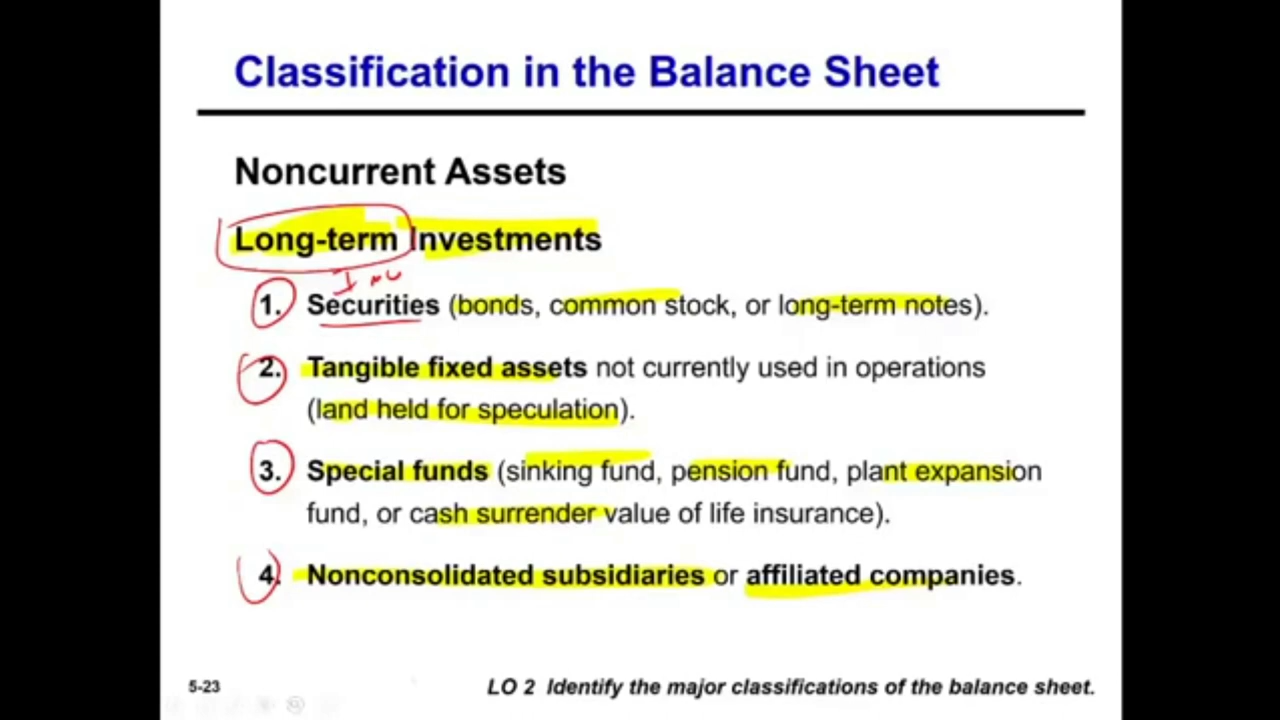 Classification in the Balance Sheet
Noncurrent Assets
Long-term Investments
Inv
1. Securities (bonds, common stock, or long-term notes).
2. Tangible fixed assets not currently used in operations
(land held for speculation).
3. Special funds (sinking fund, pension fund, plant expansion
fund, or cash surrender value of life insurance).
4. Nonconsolidated subsidiaries or affiliated companies.
5-23
LO 2 Identify the major classifications of the balance sheet.